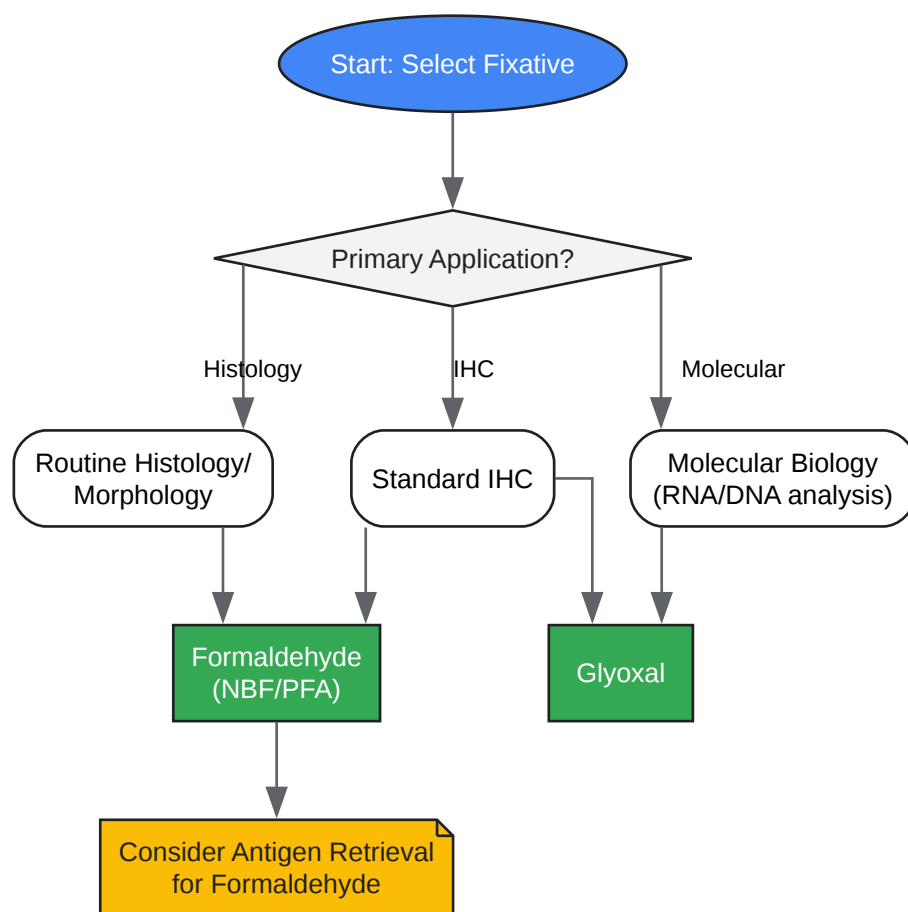 Start: Select Fixative
Primary Application?
Histology
IHC
Molecular
Routine Histology/
Morphology
Standard IHC
Molecular Biology
(RNA/DNA analysis)
Formaldehyde
(NBF/PFA)
Glyoxal
Consider Antigen Retrieval
for Formaldehyde